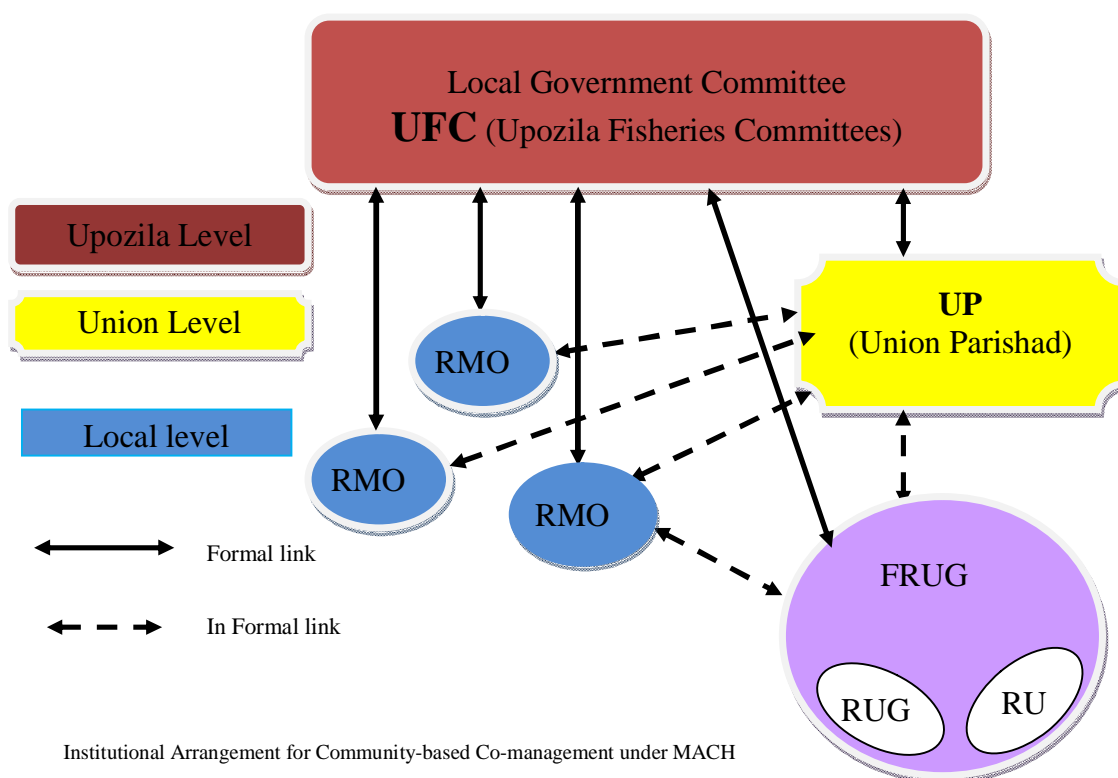 Local Government Committee
UFC (Upozila Fisheries Committees)
Upozila Level
Union Level
Local level
UP
(Union Parishad)
RMO
RMO
RMO
Formal link
In Formal link
FRUG
RUG
RU
Institutional Arrangement for Community-based Co-management under MACH